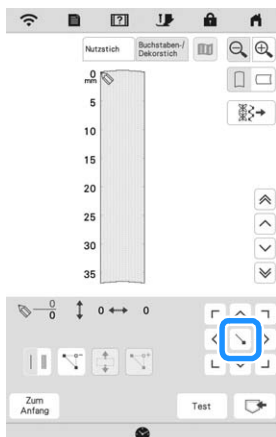 Nutzstich
Buchstaben-/
Dekorstich
0
mm
5
10
15
20
25
30
35
0
0
0
0
Zum
Anfang
Test